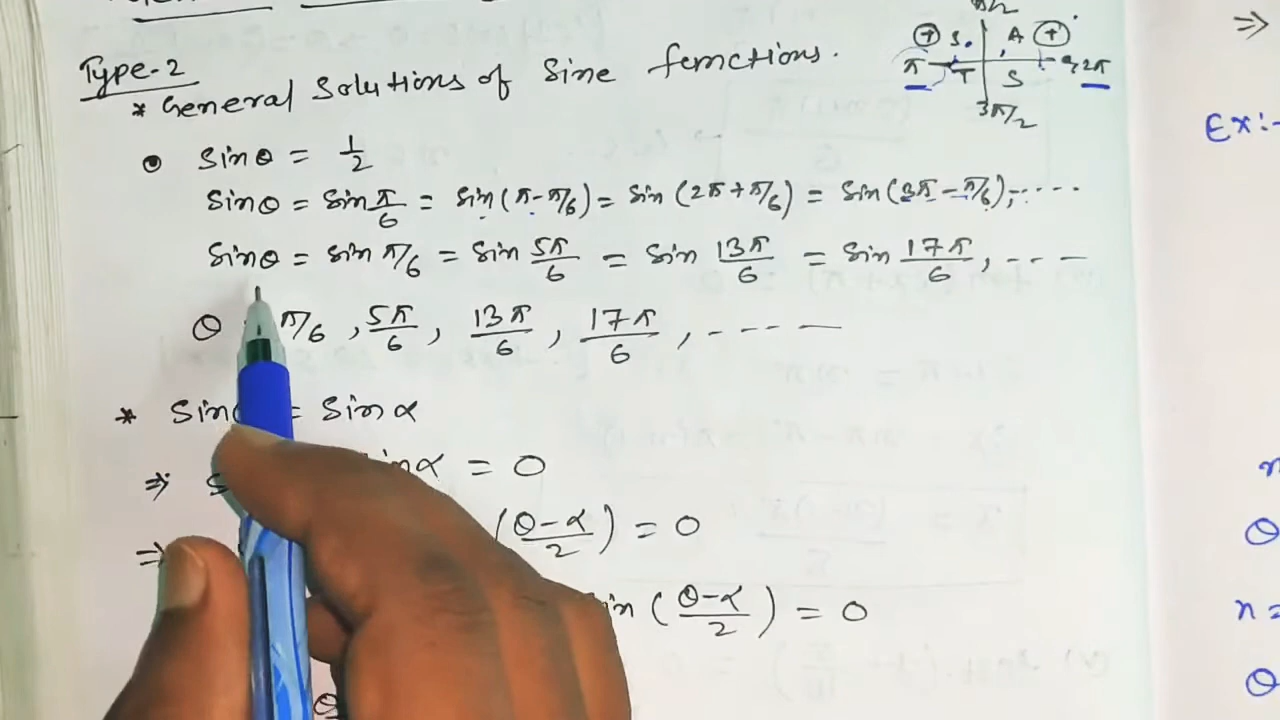 Type-2
* General Solutions of Sine functions.
π S A 0, 2π
T S
3π/2
⇒
Ex:-
• Sinθ = 1/2
Sinθ = Sin π/6 = Sin (π-π/6) = Sin (2π+π/6) = Sin (3π-π/6), ----
Sinθ = Sin π/6 = Sin 5π/6 = Sin 13π/6 = Sin 17π/6, ---
θ π/6, 5π/6, 13π/6, 17π/6, ----
* Sinθ = Sin α
⇒ S sinα = 0
⇒ (θ-α/2) = 0
in (θ-α/2) = 0
θ
n =
θ